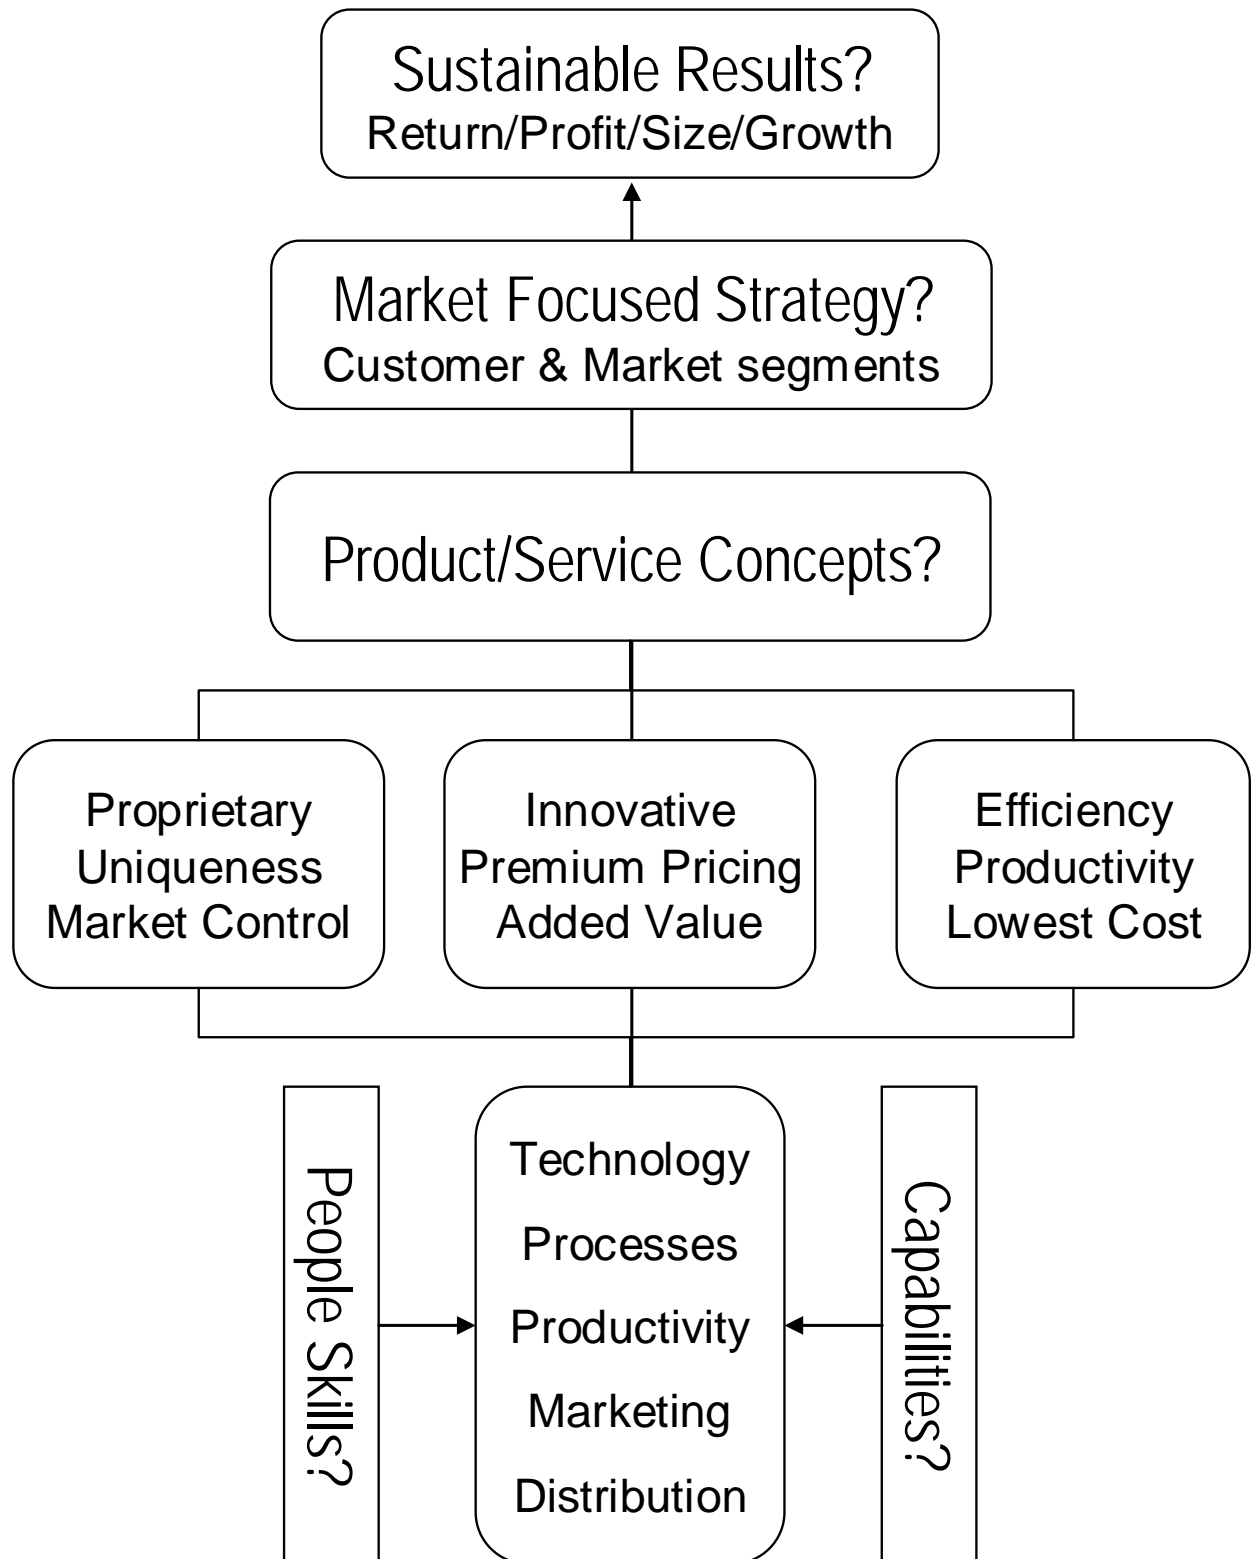 Sustainable Results?
Return/Profit/Size/Growth
Market Focused Strategy?
Customer & Market segments
Product/Service Concepts?
Proprietary
Uniqueness
Market Control
Innovative
Premium Pricing
Added Value
Efficiency
Productivity
Lowest Cost
People Skills?
Technology
Processes
Productivity
Marketing
Distribution
Capabilities?